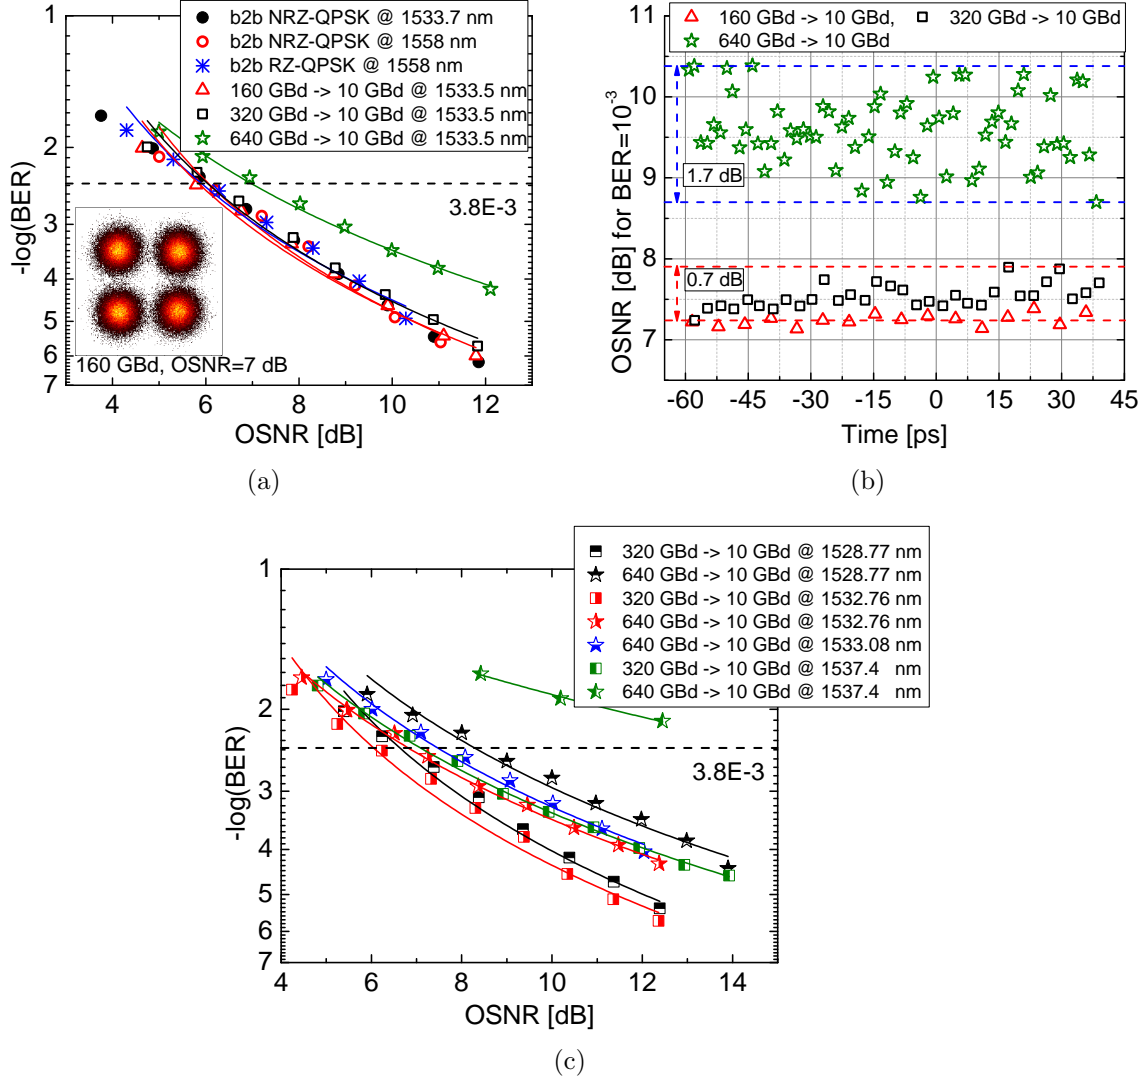 b2b NRZ-QPSK @ 1533.7 nm
b2b NRZ-QPSK @ 1558 nm
b2b RZ-QPSK @ 1558 nm
160 GBd -> 10 GBd @ 1533.5 nm
320 GBd -> 10 GBd @ 1533.5 nm
640 GBd -> 10 GBd @ 1533.5 nm
1
2
3
4
5
6
7
-log(BER)
3.8E-3
160 GBd, OSNR=7 dB
4 6 8 10 12
OSNR [dB]
(a)
160 GBd -> 10 GBd, 320 GBd -> 10 GBd
640 GBd -> 10 GBd
11
10
9
8
7
OSNR [dB] for BER=10⁻³
1.7 dB
0.7 dB
-60 -45 -30 -15 0 15 30 45
Time [ps]
(b)
320 GBd -> 10 GBd @ 1528.77 nm
640 GBd -> 10 GBd @ 1528.77 nm
320 GBd -> 10 GBd @ 1532.76 nm
640 GBd -> 10 GBd @ 1532.76 nm
640 GBd -> 10 GBd @ 1533.08 nm
320 GBd -> 10 GBd @ 1537.4 nm
640 GBd -> 10 GBd @ 1537.4 nm
1
2
3
4
5
6
7
-log(BER)
3.8E-3
4 6 8 10 12 14
OSNR [dB]
(c)